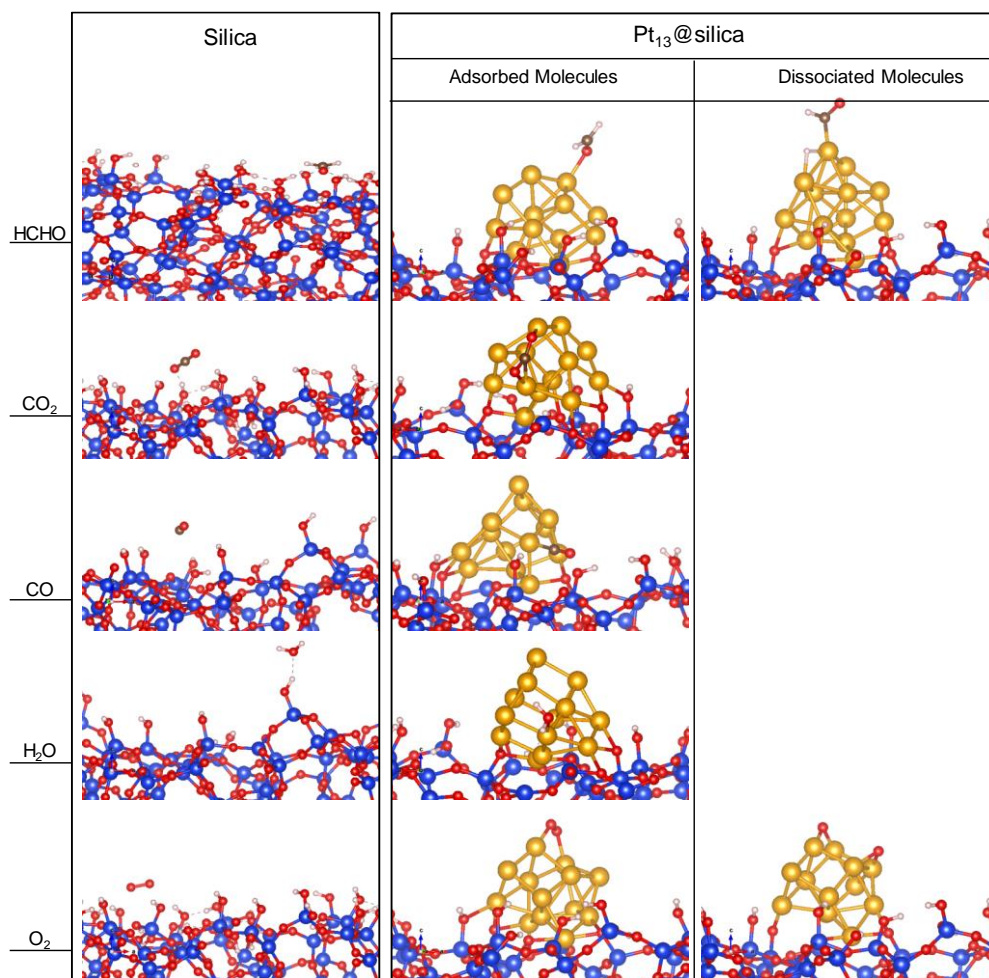 Silica
Pt₁₃@silica
Adsorbed Molecules
Dissociated Molecules
HCHO
CO₂
CO
H₂O
O₂